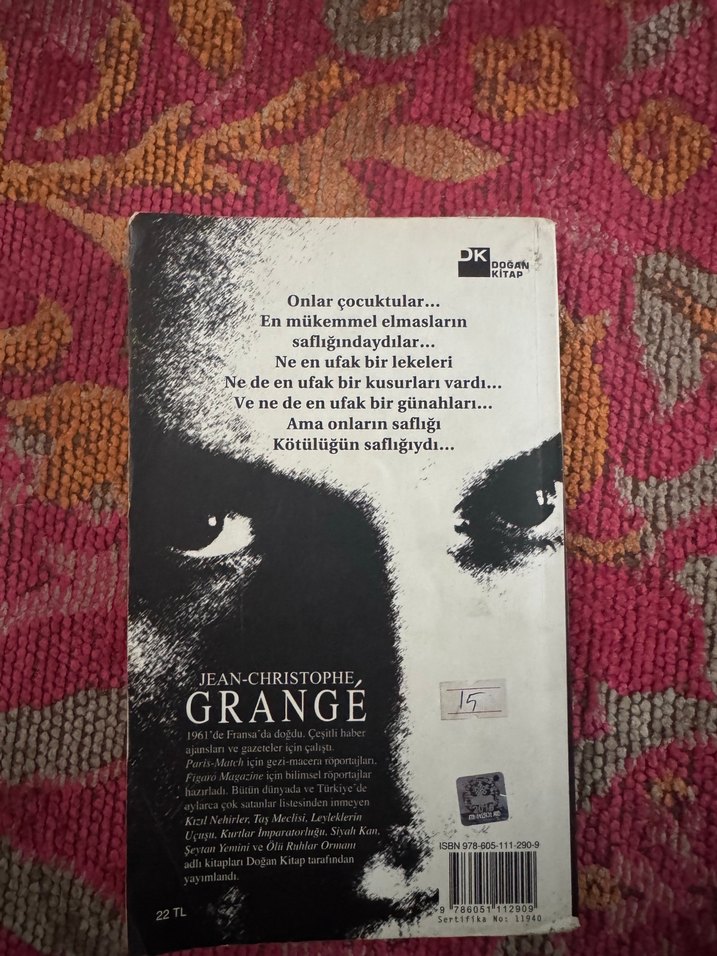 DK
DOĞAN
KİTAP
Onlar çocuktular...
En mükemmel elmasların
saflığındaydılar...
Ne en ufak bir lekeleri
Ne de en ufak bir kusurları vardı...
Ve ne de en ufak bir günahları...
Ama onların saflığı
Kötülüğün saflığıydı...
JEAN-CHRISTOPHE
GRANGÉ
1961'de Fransa'da doğdu. Çeşitli haber
ajansları ve gazeteler için çalıştı.
Paris-Match için gezi-macera röportajları,
Figaro Magazine için bilimsel röportajlar
hazırladı. Bütün dünyada ve Türkiye'de
aylarca çok satanlar listesinden inmeyen
Kızıl Nehirler, Taş Meclisi, Leyleklerin
Uçuşu, Kurtlar İmparatorluğu, Siyah Kan,
Şeytan Yemini ve Ölü Ruhlar Ormanı
adlı kitapları Doğan Kitap tarafından
yayımlandı.
22 TL
15
ISBN 978-605-111-290-9
9 786051 112909
Sertifika No: 11940